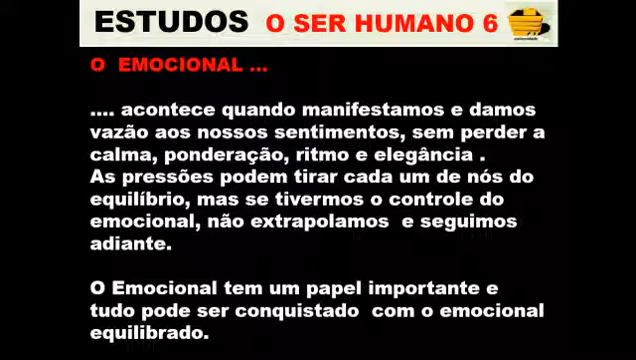 ESTUDOS O SER HUMANO 6
O EMOCIONAL ...
.... acontece quando manifestamos e damos
vazão aos nossos sentimentos, sem perder a
calma, ponderação, ritmo e elegância .
As pressões podem tirar cada um de nós do
equilíbrio, mas se tivermos o controle do
emocional, não extrapolamos e seguimos
adiante.
O Emocional tem um papel importante e
tudo pode ser conquistado com o emocional
equilibrado.